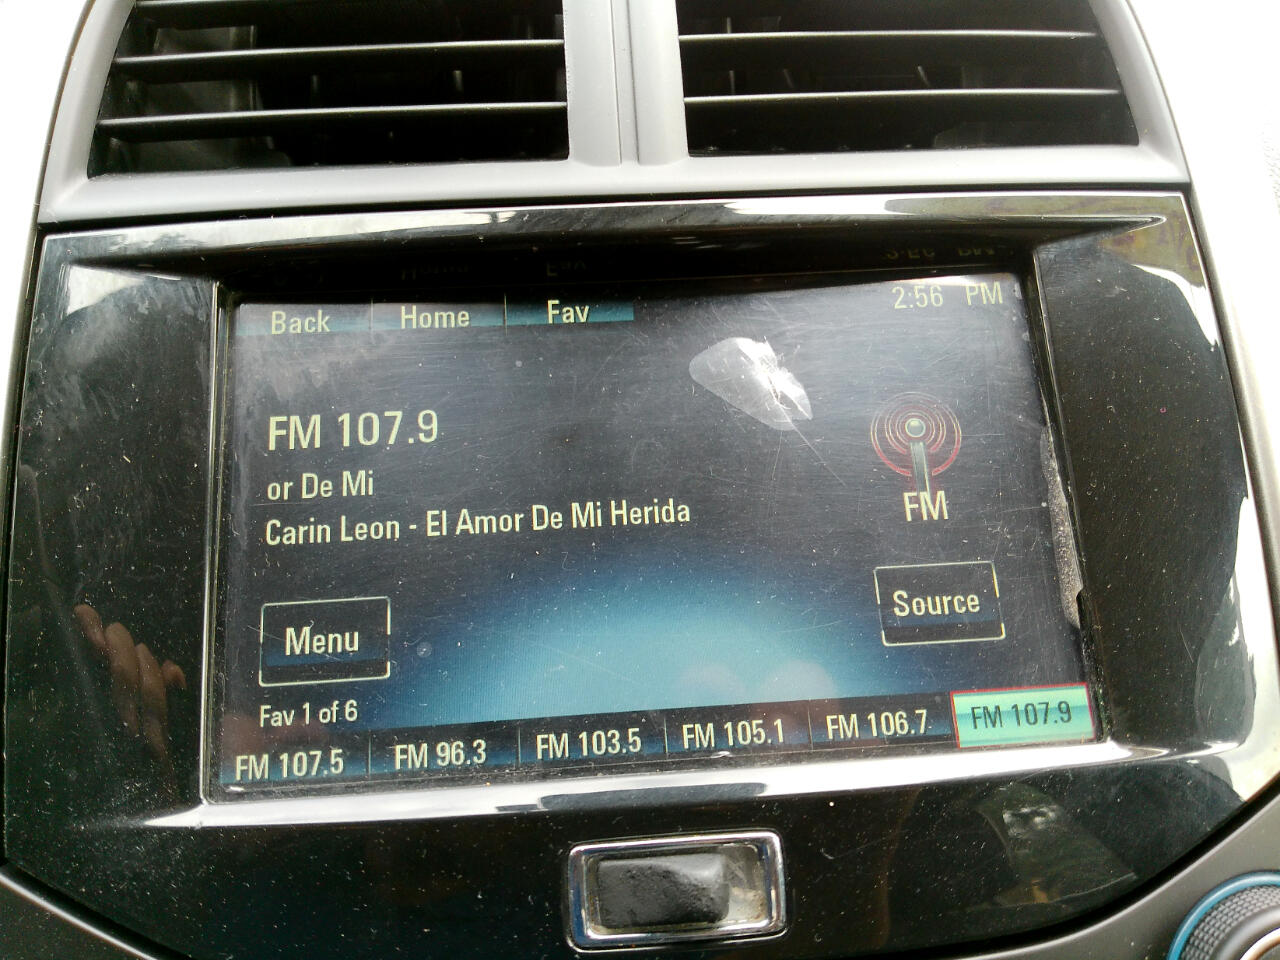 Back Home Fav 2:56 PM
FM 107.9
or De Mi
Carin Leon - El Amor De Mi Herida
FM
Menu
Source
Fav 1 of 6
FM 107.5 FM 96.3 FM 103.5 FM 105.1 FM 106.7 FM 107.9